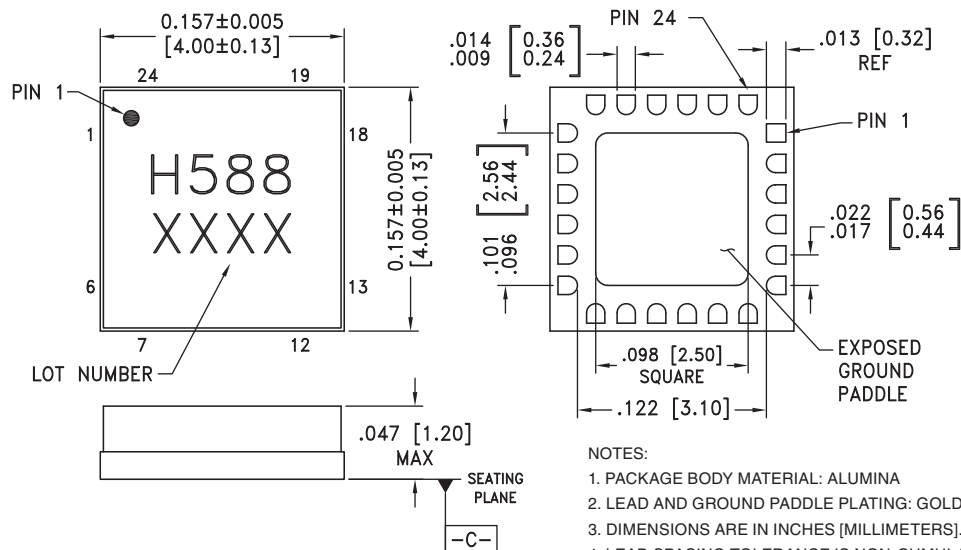 0.157±0.005
[4.00±0.13]
24
19
PIN 1
1
18
H588
XXXX
0.157±0.005
[4.00±0.13]
6
13
7
12
LOT NUMBER
.047 [1.20]
MAX
SEATING
PLANE
-C-
PIN 24
.014 [0.36]
.009 [0.24]
.013 [0.32]
REF
PIN 1
[2.56]
[2.44]
.101
.096
.022 [0.56]
.017 [0.44]
.098 [2.50]
SQUARE
.122 [3.10]
EXPOSED
GROUND
PADDLE
NOTES:
1. PACKAGE BODY MATERIAL: ALUMINA
2. LEAD AND GROUND PADDLE PLATING: GOLD
3. DIMENSIONS ARE IN INCHES [MILLIMETERS].